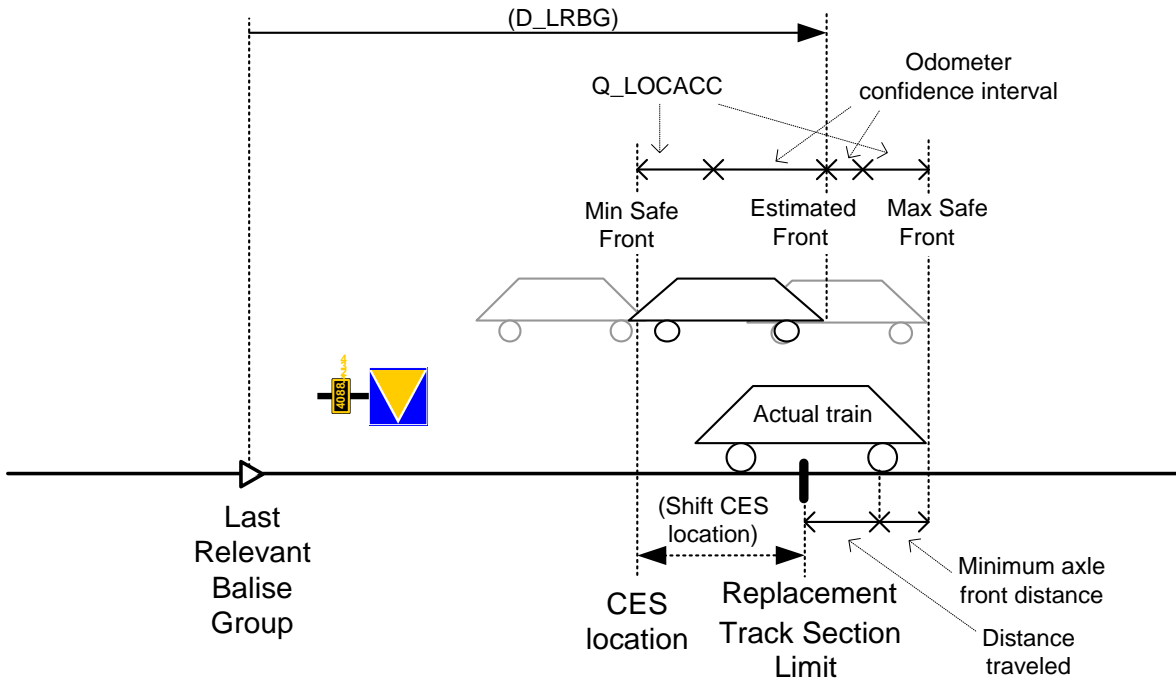 (D_LRBG)
Odometer
confidence interval
Q_LOCACC
Min Safe
Front
Estimated
Front
Max Safe
Front
4088
Actual train
(Shift CES
location)
Last
Relevant
Balise
Group
CES
location
Replacement
Track Section
Limit
Minimum axle
front distance
Distance
traveled